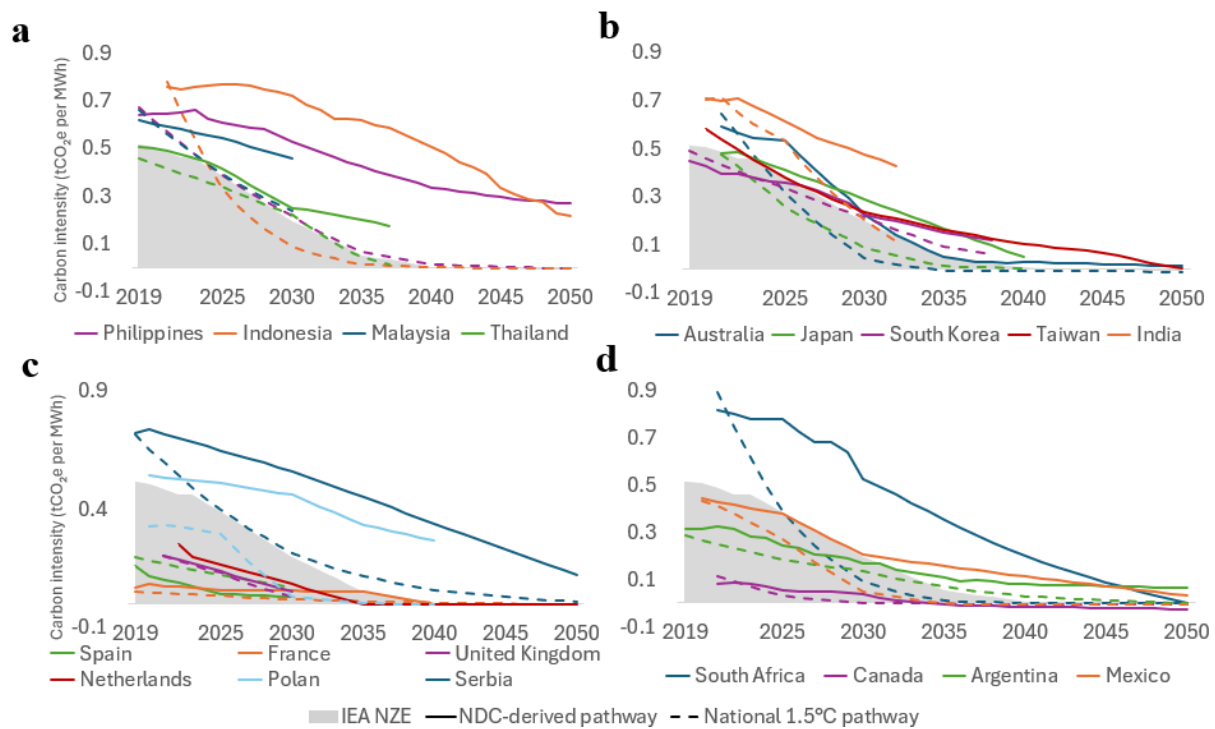 a
0.9
0.7
0.5
0.3
0.1
-0.1
Carbon intensity (tCO₂e per MWh)
2019 2025 2030 2035 2040 2045 2050
Philippines Indonesia Malaysia Thailand
b
0.9
0.7
0.5
0.3
0.1
-0.1
2019 2025 2030 2035 2040 2045 2050
Australia Japan South Korea Taiwan India
c
0.9
0.4
-0.1
Carbon intensity (tCO₂e per MWh)
2019 2025 2030 2035 2040 2045 2050
Spain France United Kingdom
Netherlands Polan Serbia
d
0.9
0.7
0.5
0.3
0.1
-0.1
2019 2025 2030 2035 2040 2045 2050
South Africa Canada Argentina Mexico
IEA NZE NDC-derived pathway National 1.5°C pathway